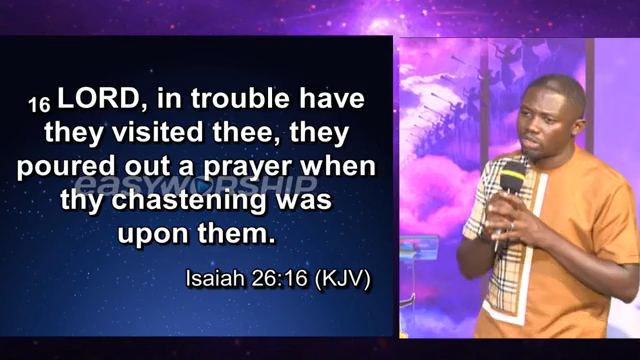 16 LORD, in trouble have
they visited thee, they
poured out a prayer when
easyworship
thy chastening was
upon them.
Isaiah 26:16 (KJV)